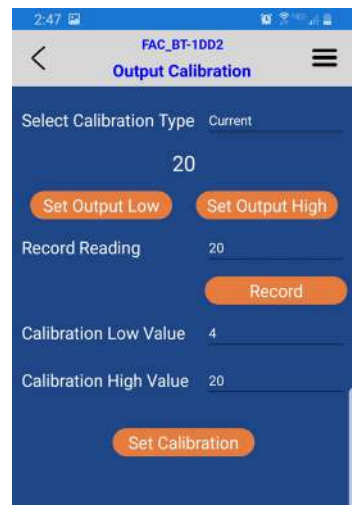 2:47
FAC_BT-1DD2
Output Calibration
Select Calibration Type Current
20
Set Output Low Set Output High
Record Reading 20
Record
Calibration Low Value 4
Calibration High Value 20
Set Calibration